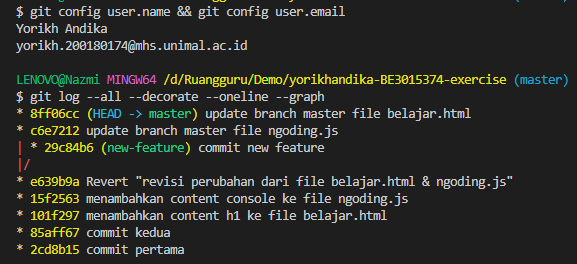 $ git config user.name && git config user.email
Yorikh Andika
yorikh.200180174@mhs.unimal.ac.id
LENOVO@Nazmi MINGW64 /d/Ruangguru/Demo/yorikhandika-BE3015374-exercise (master)
$ git log --all --decorate --oneline --graph
* 8ff06cc (HEAD -> master) update branch master file belajar.html
* c6e7212 update branch master file ngoding.js
| * 29c84b6 (new-feature) commit new feature
|/
* e639b9a Revert "revisi perubahan dari file belajar.html & ngoding.js"
* 15f2563 menambahkan content console ke file ngoding.js
* 101f297 menambahkan content h1 ke file belajar.html
* 85aff67 commit kedua
* 2cd8b15 commit pertama